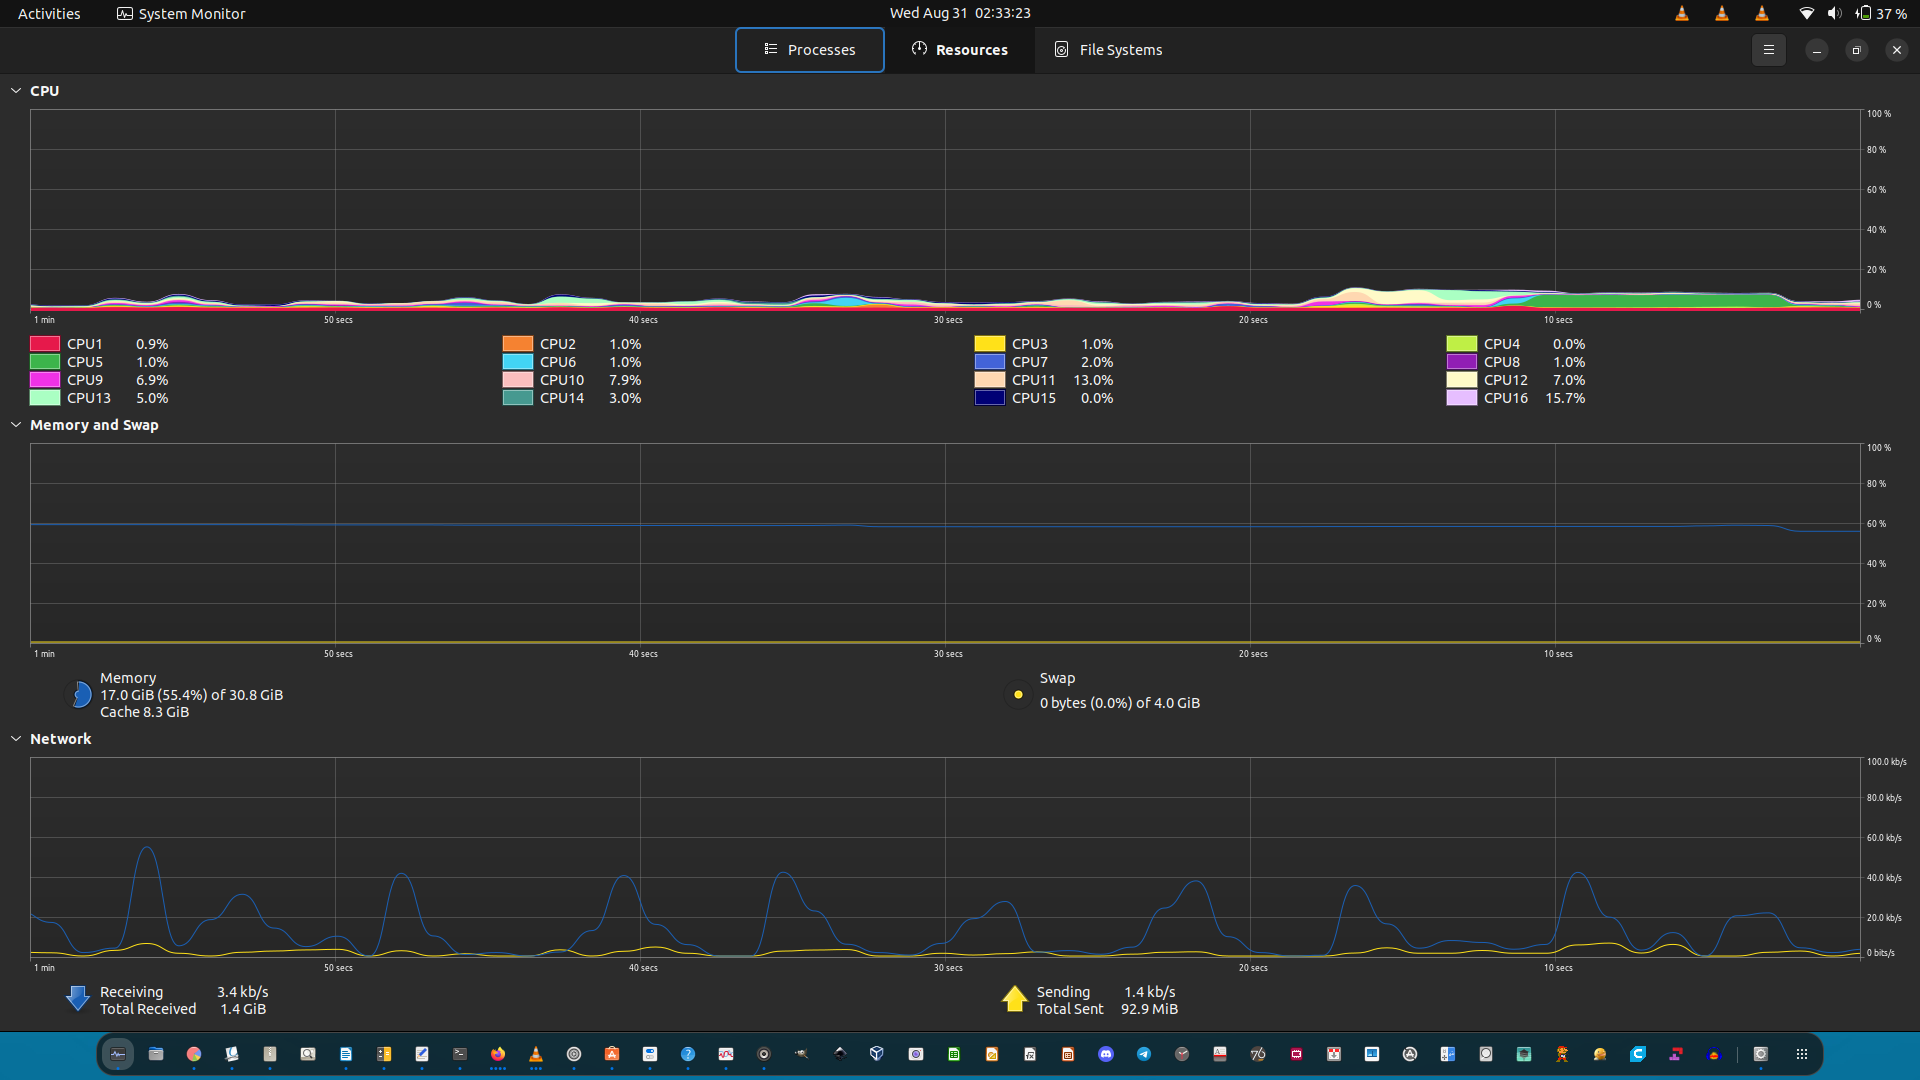 Activities System Monitor Wed Aug 31 02:33:23 37 %
Processes Resources File Systems
CPU
100 %
80 %
60 %
40 %
20 %
0 %
1 min 50 secs 40 secs 30 secs 20 secs 10 secs
CPU1 0.9% CPU2 1.0% CPU3 1.0% CPU4 0.0%
CPU5 1.0% CPU6 1.0% CPU7 2.0% CPU8 1.0%
CPU9 6.9% CPU10 7.9% CPU11 13.0% CPU12 7.0%
CPU13 5.0% CPU14 3.0% CPU15 0.0% CPU16 15.7%
Memory and Swap
100 %
80 %
60 %
40 %
20 %
0 %
1 min 50 secs 40 secs 30 secs 20 secs 10 secs
Memory
17.0 GiB (55.4%) of 30.8 GiB
Cache 8.3 GiB
Swap
0 bytes (0.0%) of 4.0 GiB
Network
100.0 kb/s
80.0 kb/s
60.0 kb/s
40.0 kb/s
20.0 kb/s
0 bits/s
1 min 50 secs 40 secs 30 secs 20 secs 10 secs
Receiving 3.4 kb/s
Total Received 1.4 GiB
Sending 1.4 kb/s
Total Sent 92.9 MiB
76